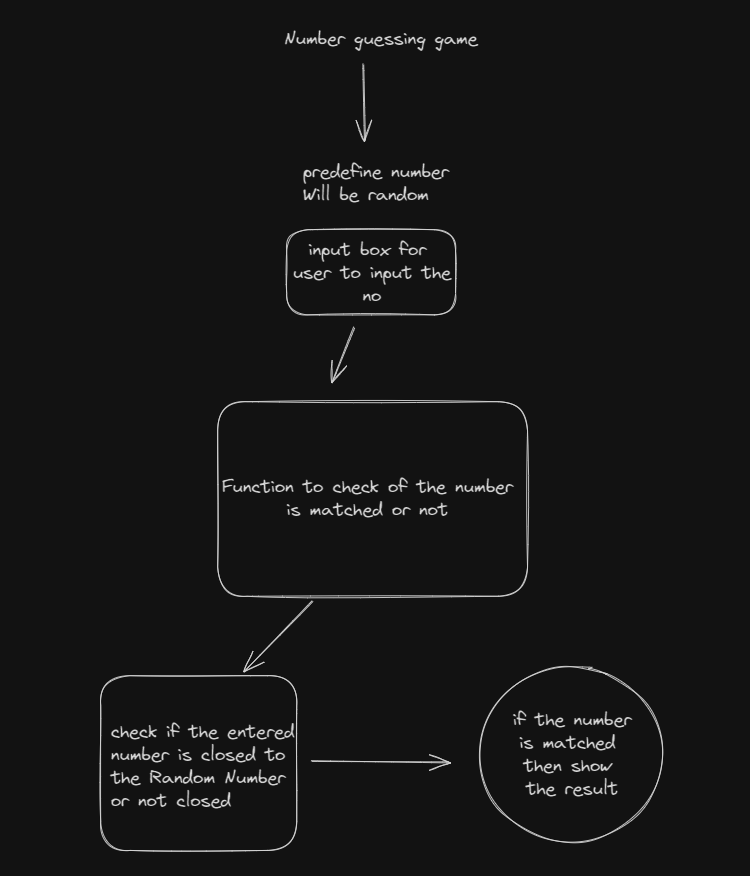 Number guessing game
predefine number
Will be random
input box for
user to input the
no
Function to check of the number
is matched or not
check if the entered
number is closed to
the Random Number
or not closed
if the number
is matched
then show
the result